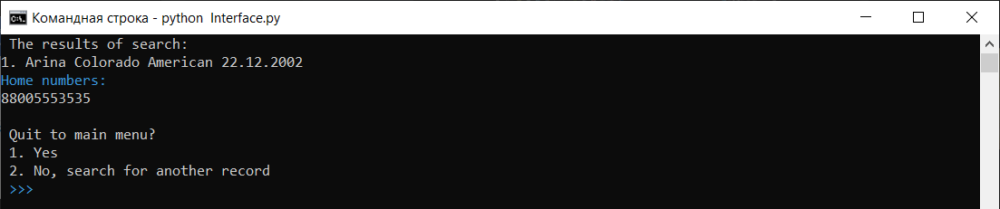 Командная строка - python Interface.py
The results of search:
1. Arina Colorado American 22.12.2002
Home numbers:
88005553535
Quit to main menu?
1. Yes
2. No, search for another record
>>>